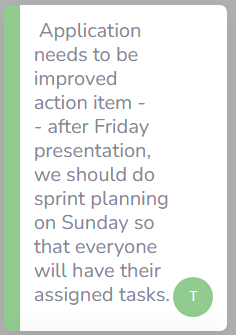 Application
needs to be
improved
action item -
- after Friday
presentation,
we should do
sprint planning
on Sunday so
that everyone
will have their
assigned tasks.
T